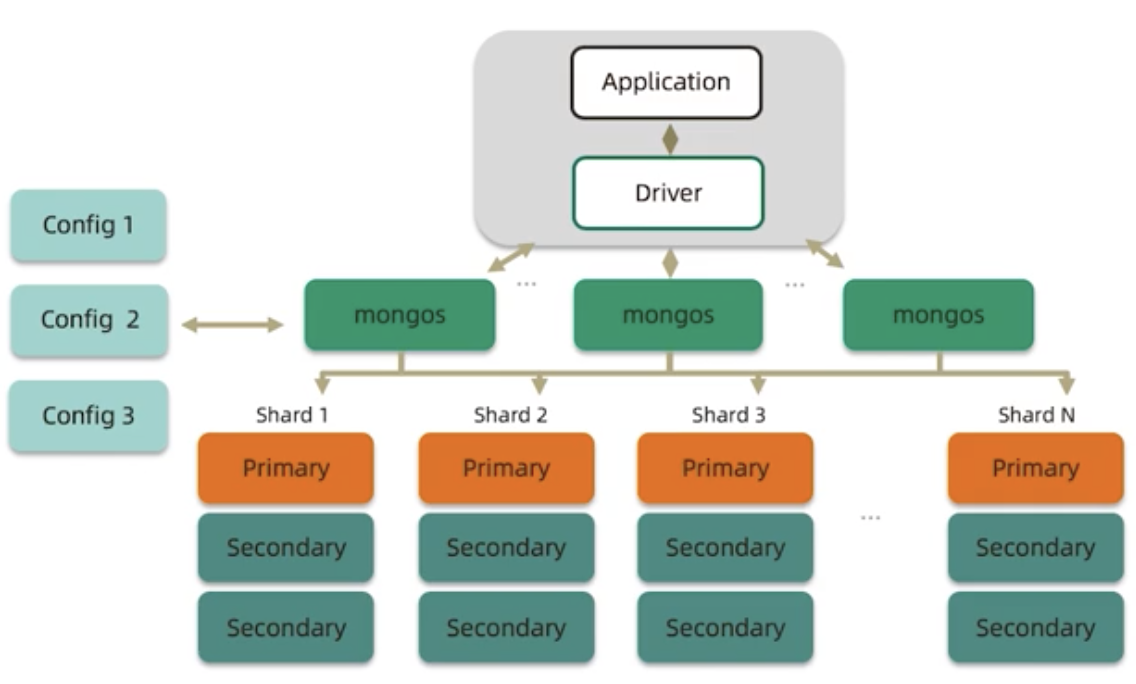 Application
Driver
Config 1
Config 2
Config 3
...
...
mongos
mongos
mongos
Shard 1
Shard 2
Shard 3
Shard N
Primary
Primary
Primary
Primary
...
Secondary
Secondary
Secondary
Secondary
Secondary
Secondary
Secondary
Secondary